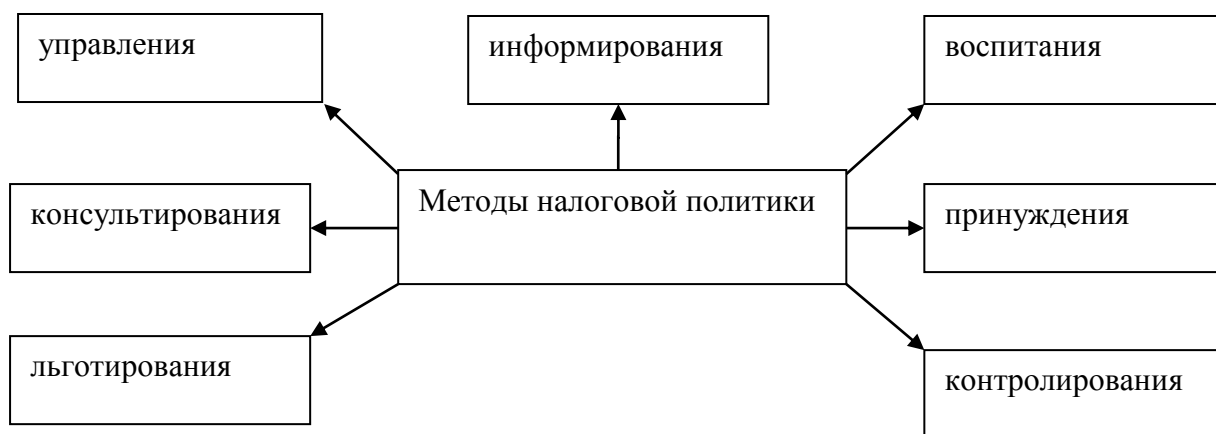 управления
информирования
воспитания
Методы налоговой политики
консультирования
принуждения
льготирования
контролирования